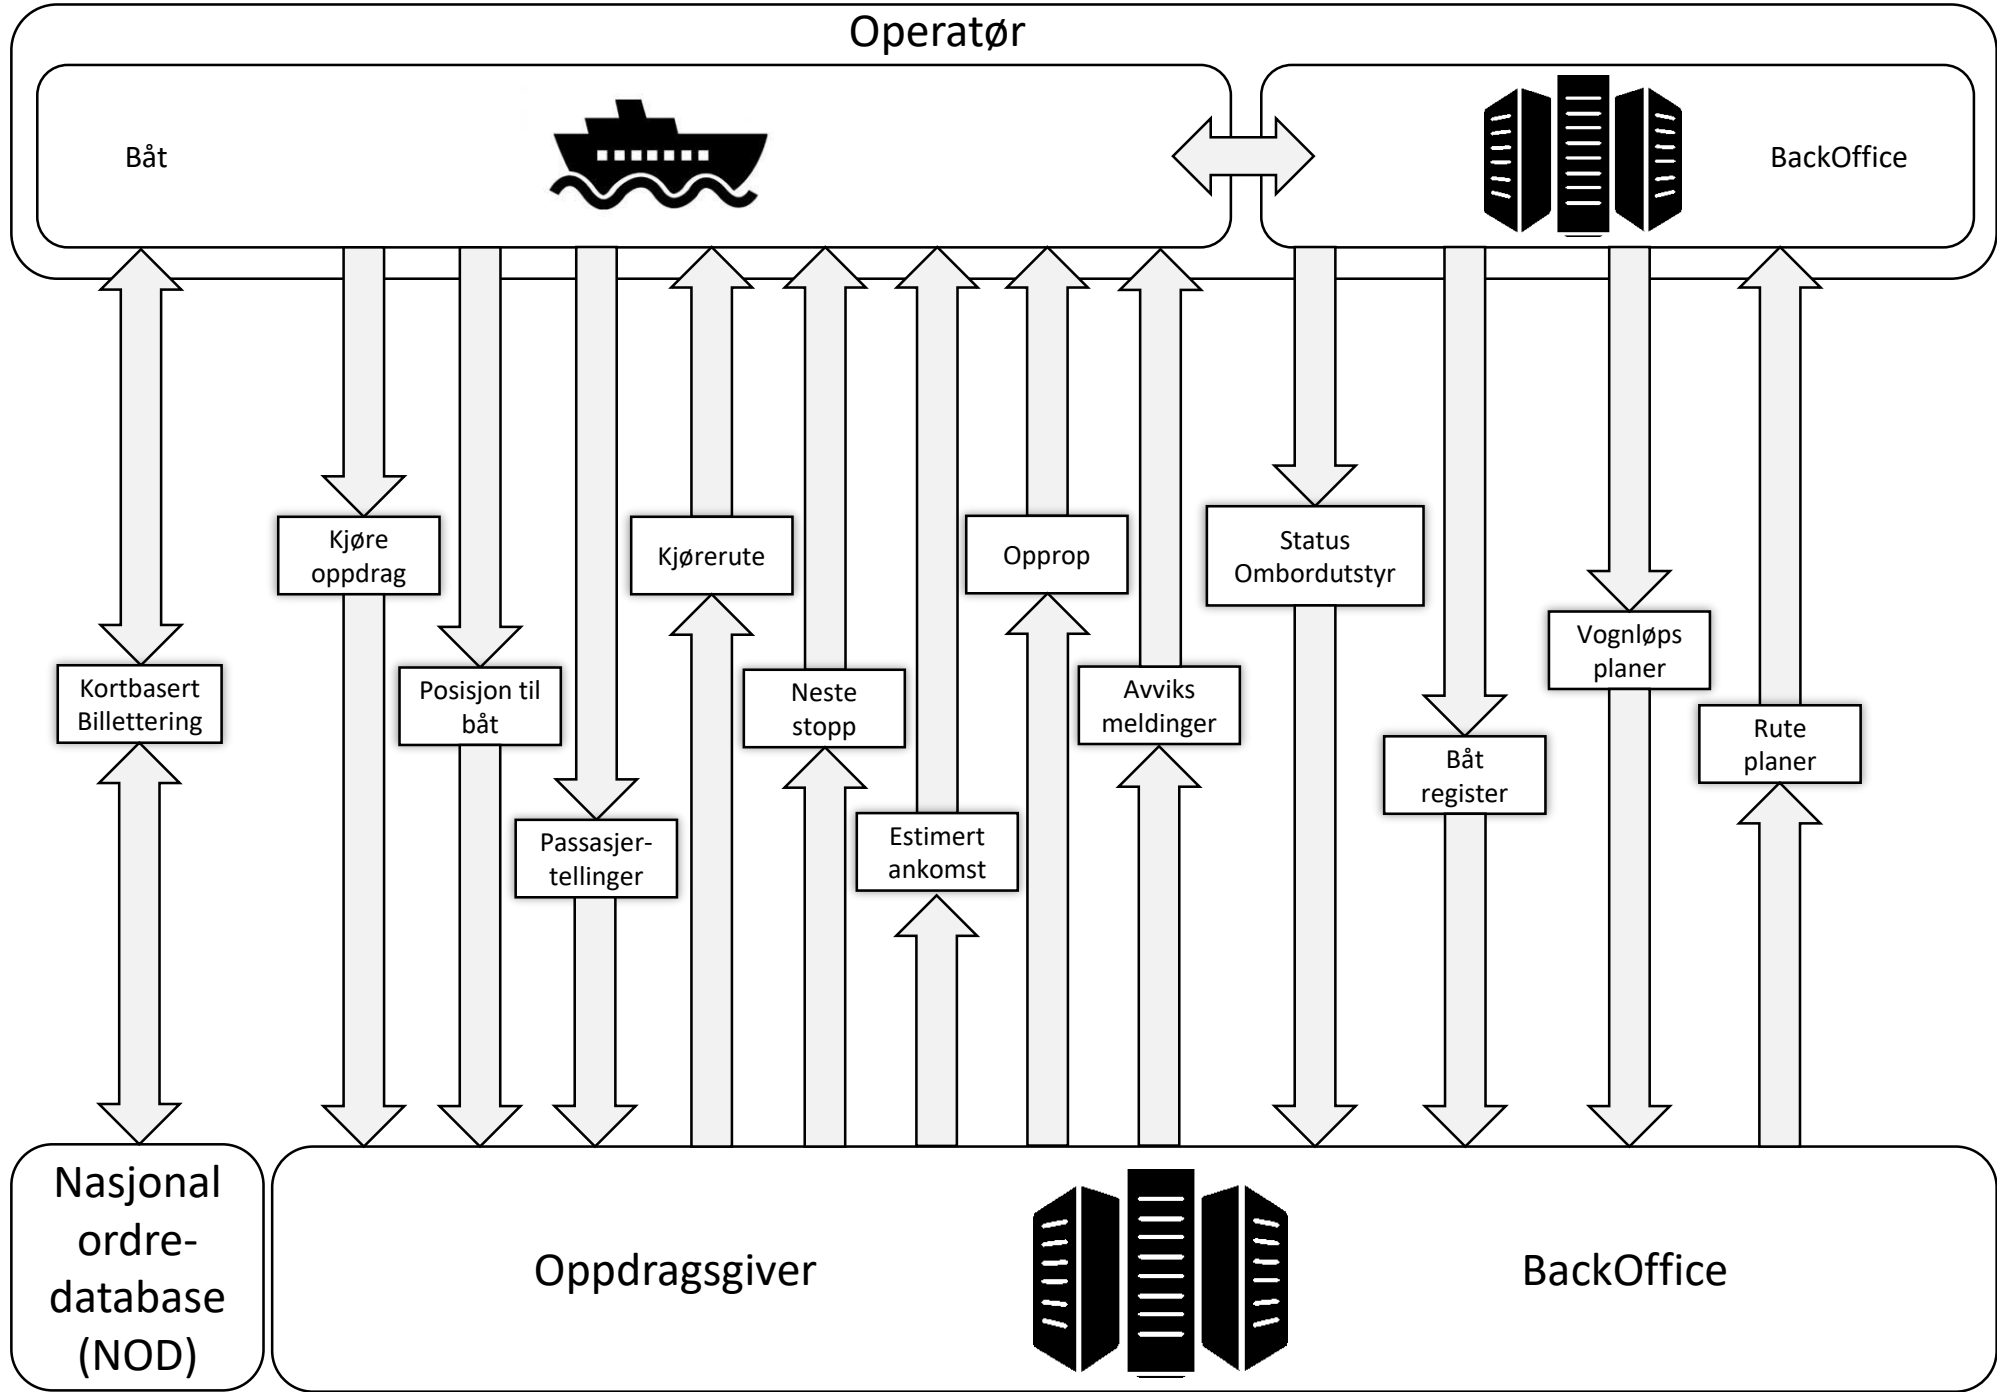 Operatør
Båt
BackOffice
Kjøre
oppdrag
Kjørerute
Opprop
Status
Ombordutstyr
Vognløps
planer
Kortbasert
Billettering
Posisjon til
båt
Neste
stopp
Avviks
meldinger
Rute
planer
Båt
register
Passasjer-
tellinger
Estimert
ankomst
Nasjonal
ordre-
database
(NOD)
Oppdragsgiver
BackOffice